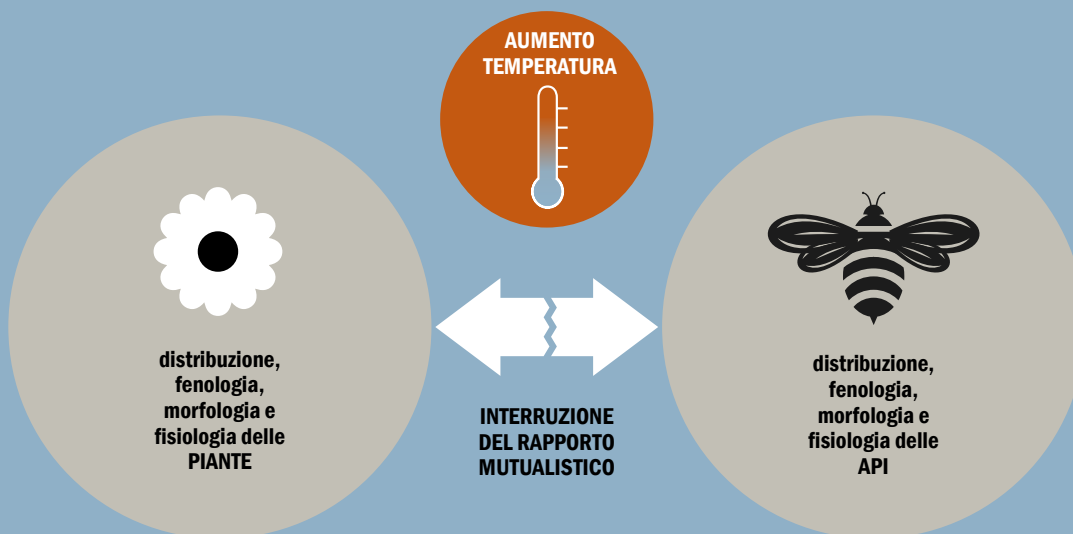 AUMENTO
TEMPERATURA
distribuzione,
fenologia,
morfologia e
fisiologia delle
PIANTE
INTERRUZIONE
DEL RAPPORTO
MUTUALISTICO
distribuzione,
fenologia,
morfologia e
fisiologia delle
API